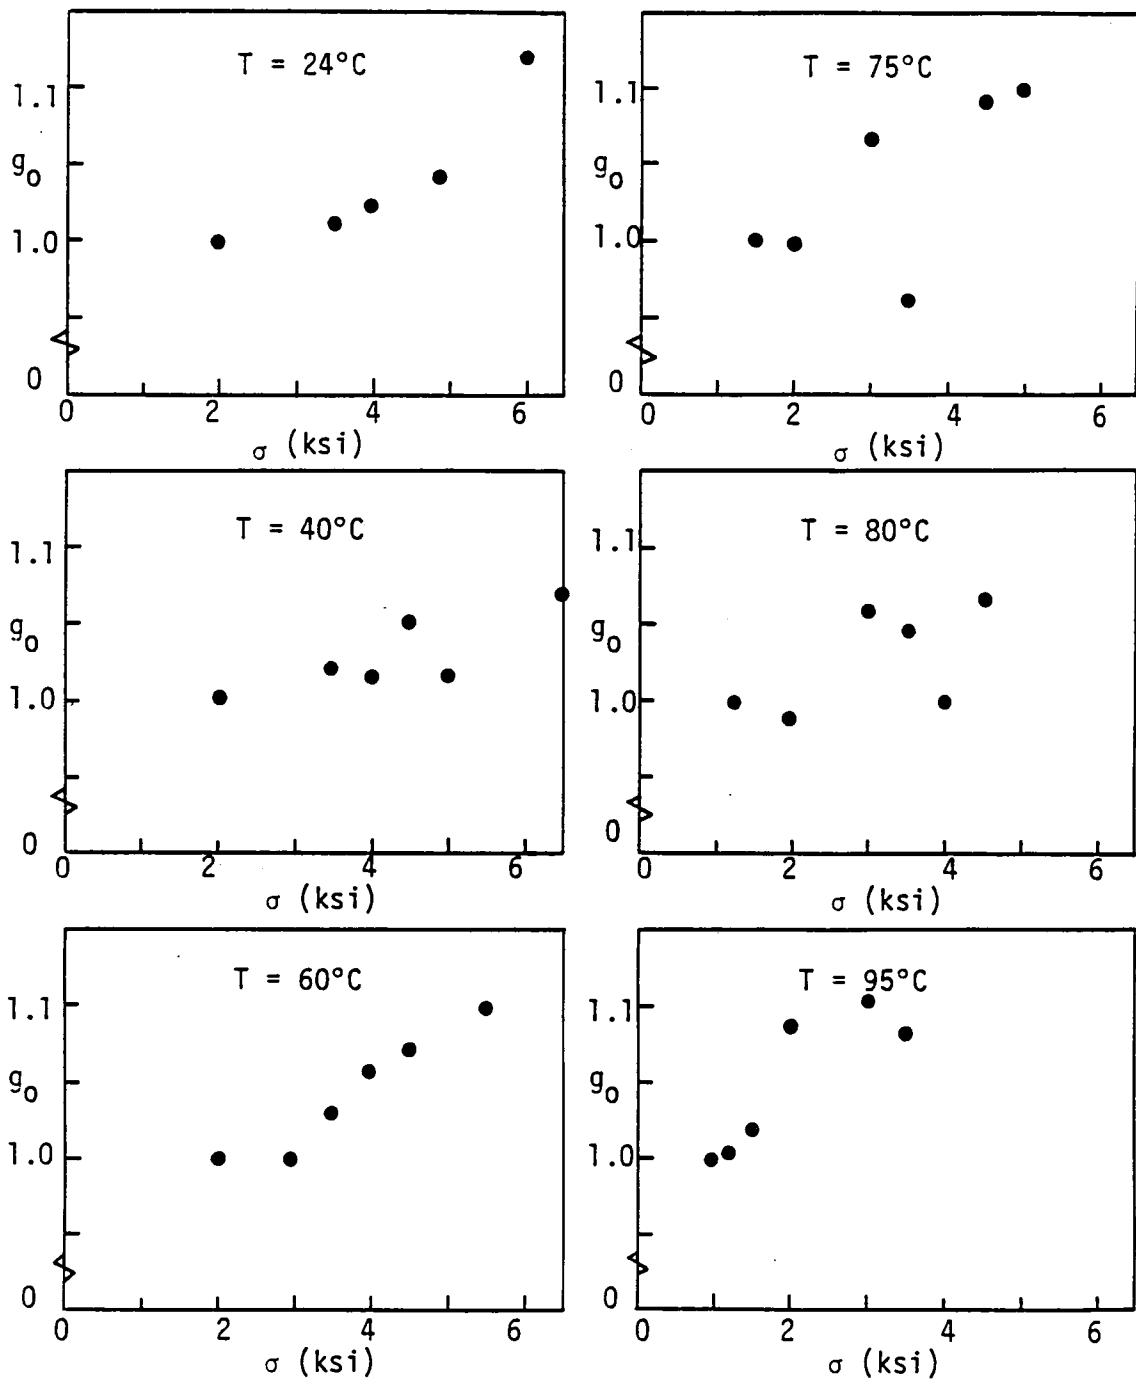 T = 24°C
1.1
g₀
1.0
0
0 2 4 6
σ (ksi)
T = 75°C
1.1
g₀
1.0
0
0 2 4 6
σ (ksi)
T = 40°C
1.1
g₀
1.0
0
0 2 4 6
σ (ksi)
T = 80°C
1.1
g₀
1.0
0
0 2 4 6
σ (ksi)
T = 60°C
1.1
g₀
1.0
0
0 2 4 6
σ (ksi)
T = 95°C
1.1
g₀
1.0
0
0 2 4 6
σ (ksi)